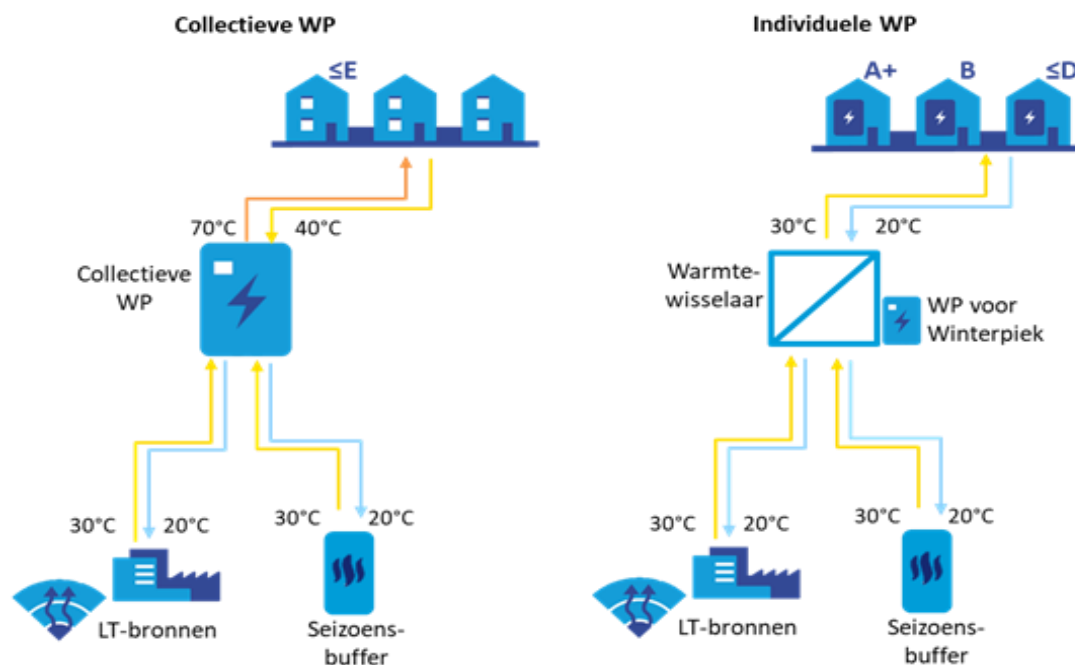 Collectieve WP
≤E
70°C
40°C
Collectieve
WP
30°C
20°C
30°C
20°C
LT-bronnen
Seizoens-
buffer
Individuele WP
A+
B
≤D
30°C
20°C
Warmte-
wisselaar
WP voor
Winterpiek
30°C
20°C
30°C
20°C
LT-bronnen
Seizoens-
buffer